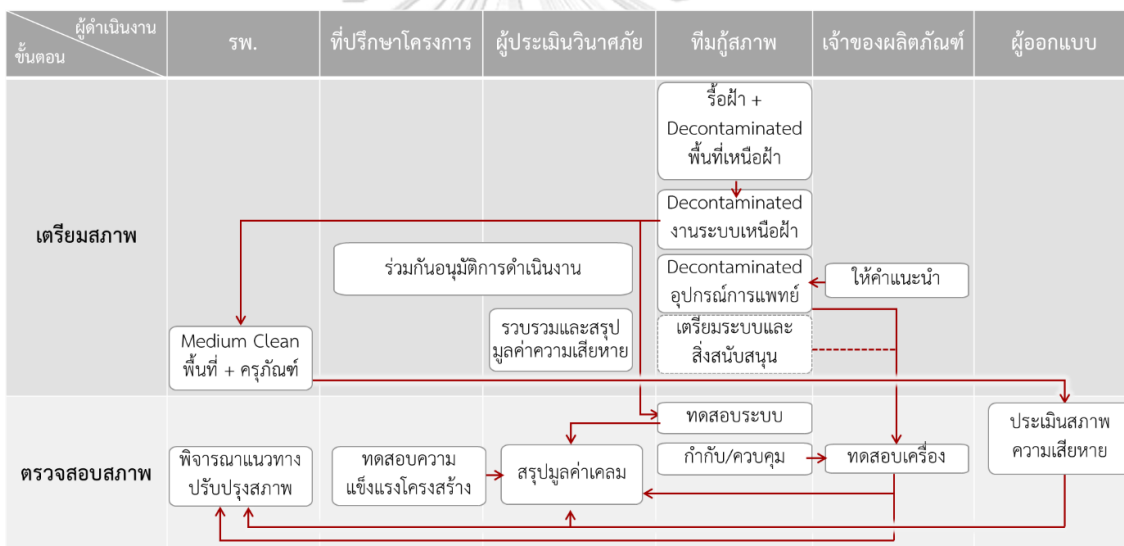 ผู้ดำเนินงาน
ขั้นตอน
รพ.
ที่ปรึกษาโครงการ
ผู้ประเมินวินาศภัย
ทีมกู้สภาพ
เจ้าของผลิตภัณฑ์
ผู้ออกแบบ
เตรียมสภาพ
รื้อฝ้า +
Decontaminated
พื้นที่เหนือฝ้า
Decontaminated
งานระบบเหนือฝ้า
ร่วมกันอนุมัติการดำเนินงาน
Decontaminated
อุปกรณ์การแพทย์
ให้คำแนะนำ
รวบรวมและสรุป
มูลค่าความเสียหาย
เตรียมระบบและ
สิ่งสนับสนุน
Medium Clean
พื้นที่ + ครุภัณฑ์
ตรวจสอบสภาพ
ทดสอบระบบ
ประเมินสภาพ
ความเสียหาย
พิจารณาแนวทาง
ปรับปรุงสภาพ
ทดสอบความ
แข็งแรงโครงสร้าง
สรุปมูลค่าเคลม
กำกับ/ควบคุม
ทดสอบเครื่อง